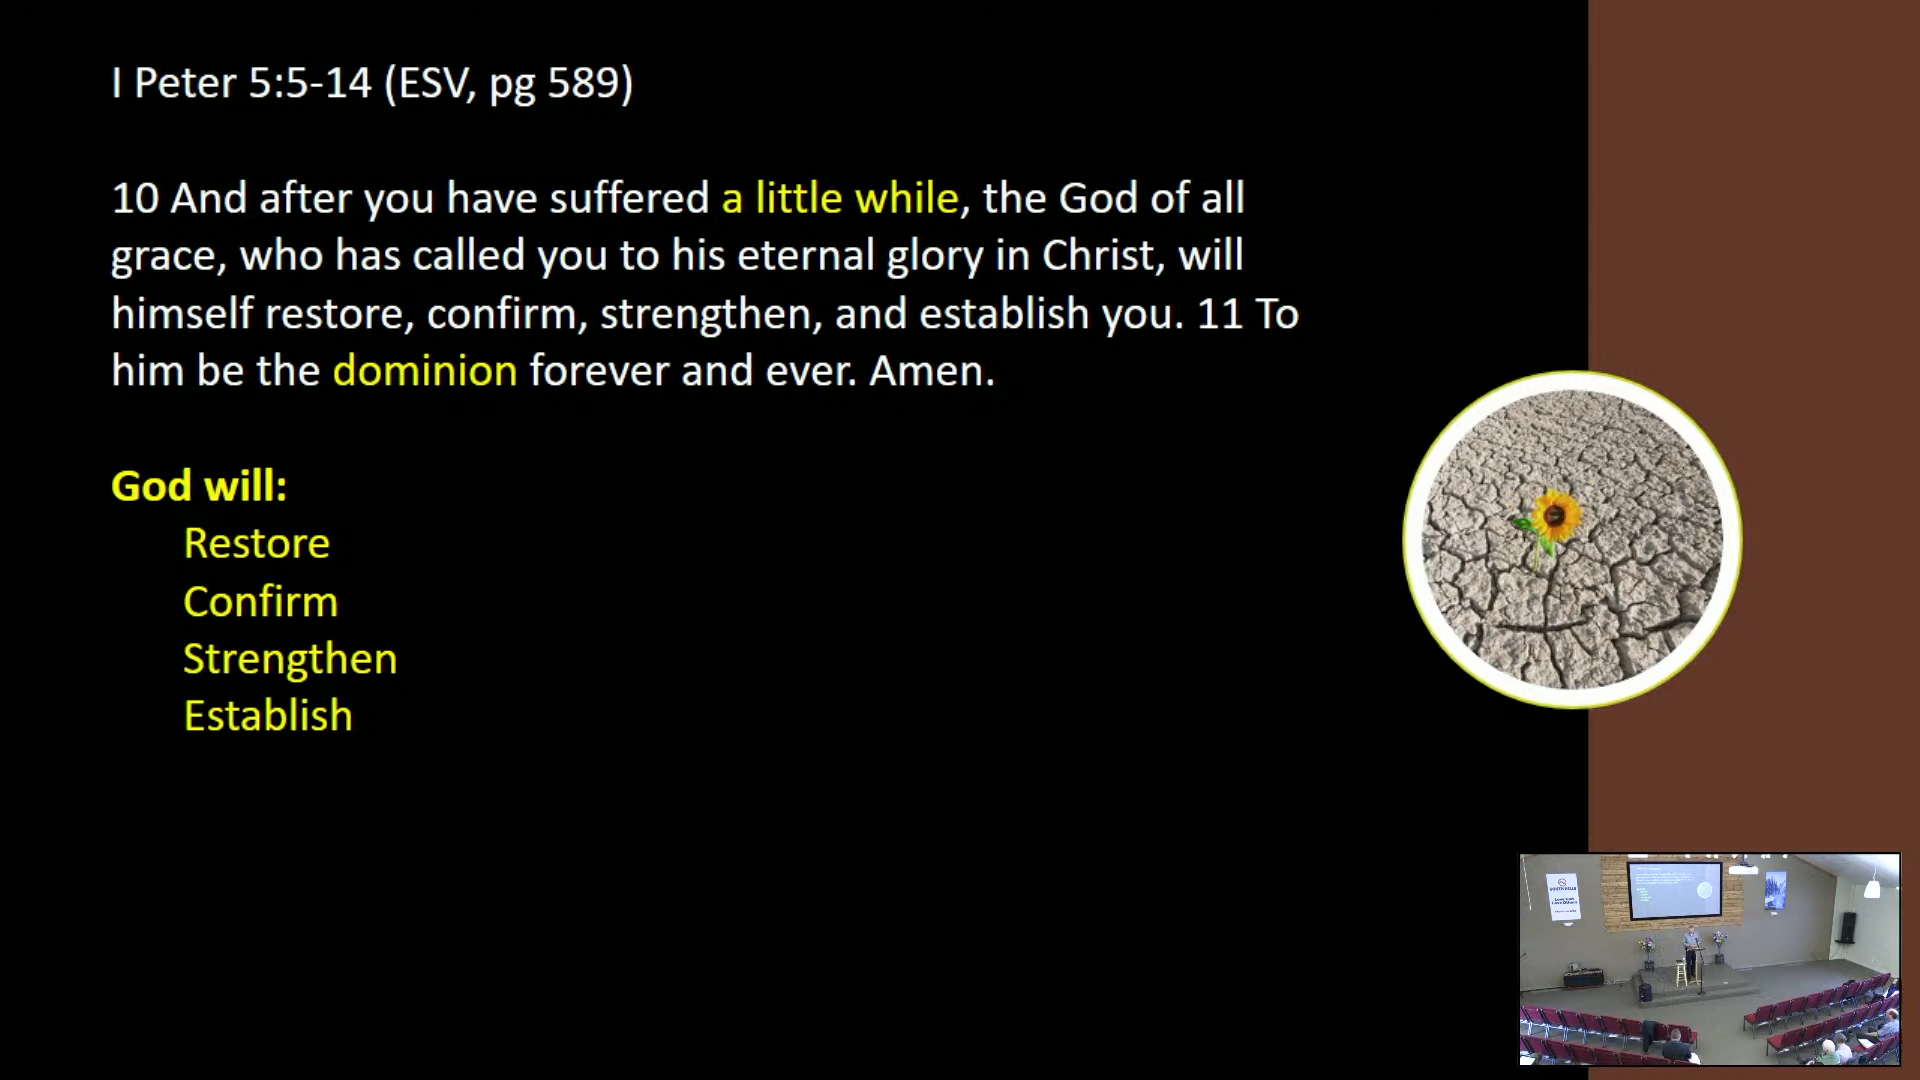 I Peter 5:5-14 (ESV, pg 589)
10 And after you have suffered a little while, the God of all
grace, who has called you to his eternal glory in Christ, will
himself restore, confirm, strengthen, and establish you. 11 To
him be the dominion forever and ever. Amen.
God will:
Restore
Confirm
Strengthen
Establish
SOUTH HILLS